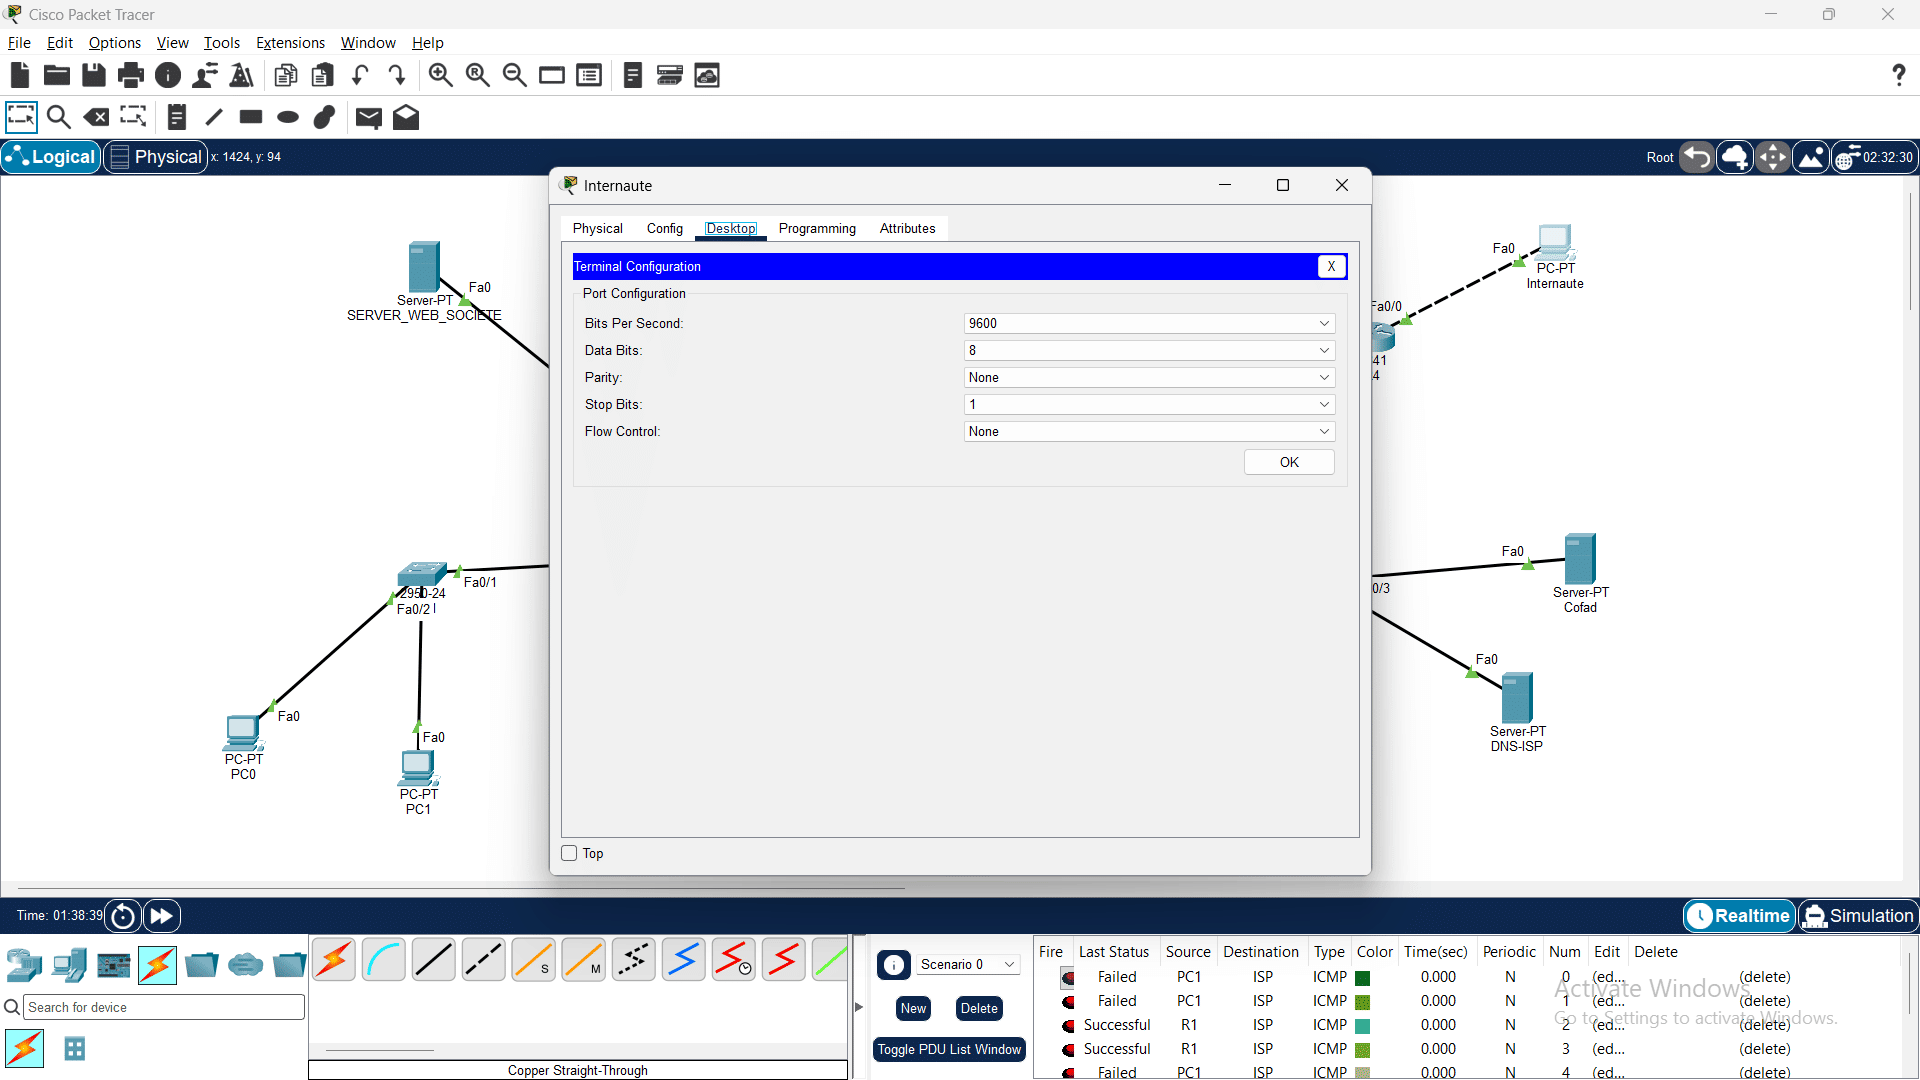 Cisco Packet Tracer
File Edit Options View Tools Extensions Window Help
Logical Physical x: 1424, y: 94 Root 02:32:30
Internaute
Physical Config Desktop Programming Attributes
Terminal Configuration X
Port Configuration
Bits Per Second: 9600
Data Bits: 8
Parity: None
Stop Bits: 1
Flow Control: None
OK
Top
Fa0
Server-PT
SERVER_WEB_SOCIETE
Fa0
PC-PT
Internaute
Fa0/0
41
4
Fa0/1
2950-24
Fa0/2
Fa0
Server-PT
Cofad
0/3
Fa0
Server-PT
DNS-ISP
Fa0
PC-PT
PC0
Fa0
PC-PT
PC1
Time: 01:38:39 Realtime Simulation
Search for device
S M
Copper Straight-Through
Scenario 0
New Delete
Toggle PDU List Window
Fire Last Status Source Destination Type Color Time(sec) Periodic Num Edit Delete
Failed PC1 ISP ICMP 0.000 N 0 (ed... (delete)
Failed PC1 ISP ICMP 0.000 N 1 (ed... (delete)
Successful R1 ISP ICMP 0.000 N 2 (ed... (delete)
Successful R1 ISP ICMP 0.000 N 3 (ed... (delete)
Failed PC1 ISP ICMP 0.000 N 4 (ed... (delete)
Activate Windows
Go to Settings to activate Windows.